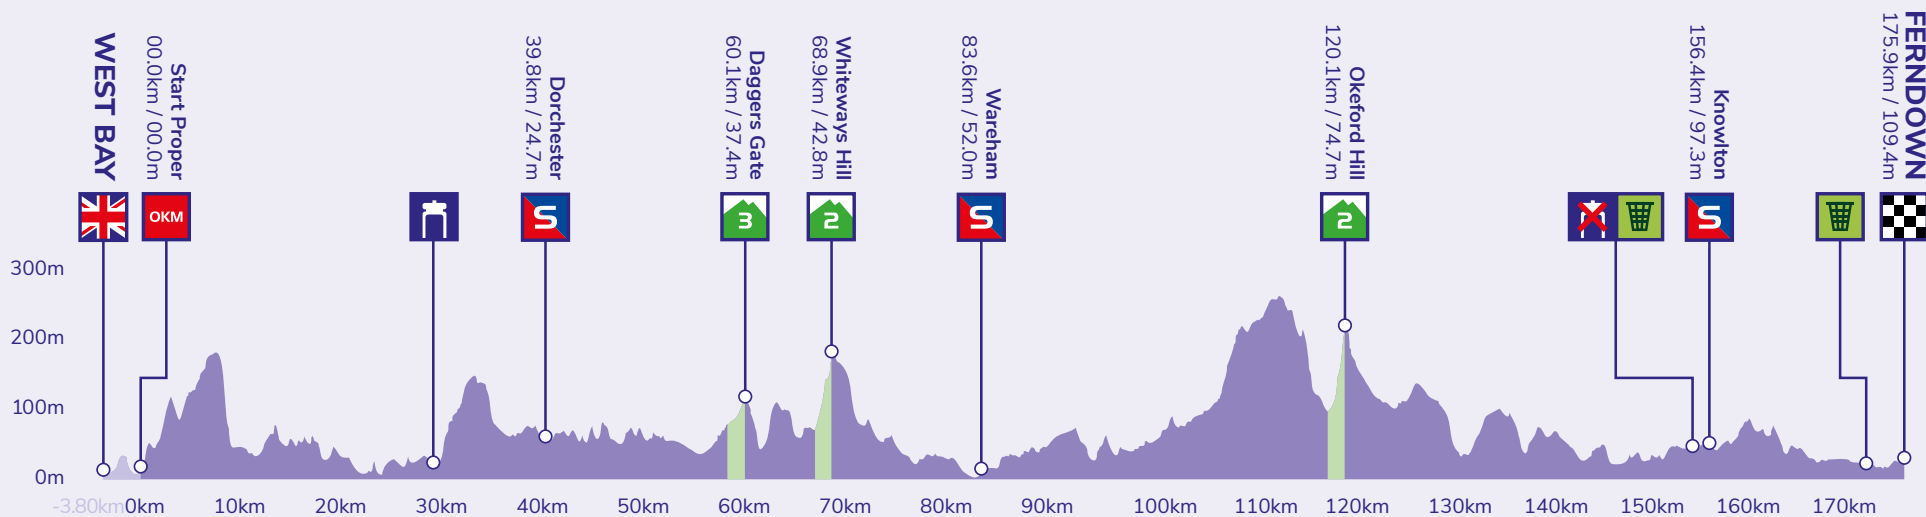 WEST BAY
Start Proper
00.0km / 00.0m
Dorchester
39.8km / 24.7m
Daggers Gate
60.1km / 37.4m
Whiteways Hill
68.9km / 42.8m
Wareham
83.6km / 52.0m
Okeford Hill
120.1km / 74.7m
Knowlton
156.4km / 97.3m
FERNDOWN
175.9km / 109.4m
0KM
S
3
2
S
2
S
300m
200m
100m
0m
-3.80km 0km 10km 20km 30km 40km 50km 60km 70km 80km 90km 100km 110km 120km 130km 140km 150km 160km 170km